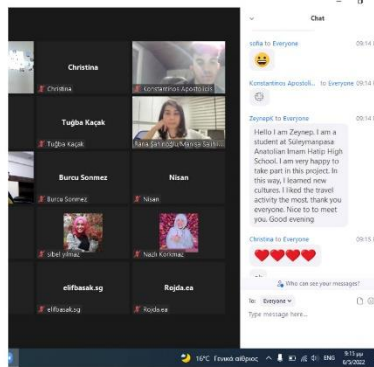 Chat
Christina
Christina
Konstantinos Apostolidis
Tuğba Kaçak
Tuğba Kaçak
Burcu Sonmez
Burcu Sonmez
Nisan
Nisan
sibel yılmaz
Nazlı Korkmaz
elifbasak.sg
elifbasak.sg
Rojda.ea
Rojda.ea
sofia to Everyone
09:14
Konstantinos Apostoli... to Everyone
09:14
ZeynepK to Everyone
09:14
Hello I am Zeynep. I am a
student at Süleymanpasa
Anatolian Imam Hatip High
School. I am very happy to
take part in this project. In
this way, I learned new
cultures. I liked the travel
activity the most. thank you
everyone. Nice to to meet
you. Good evening
Christina to Everyone
09:15
Who can see your messages?
To: Everyone
Type message here...
16°C Γενικά αίθριος
ENG
9:15 μμ
6/5/2022